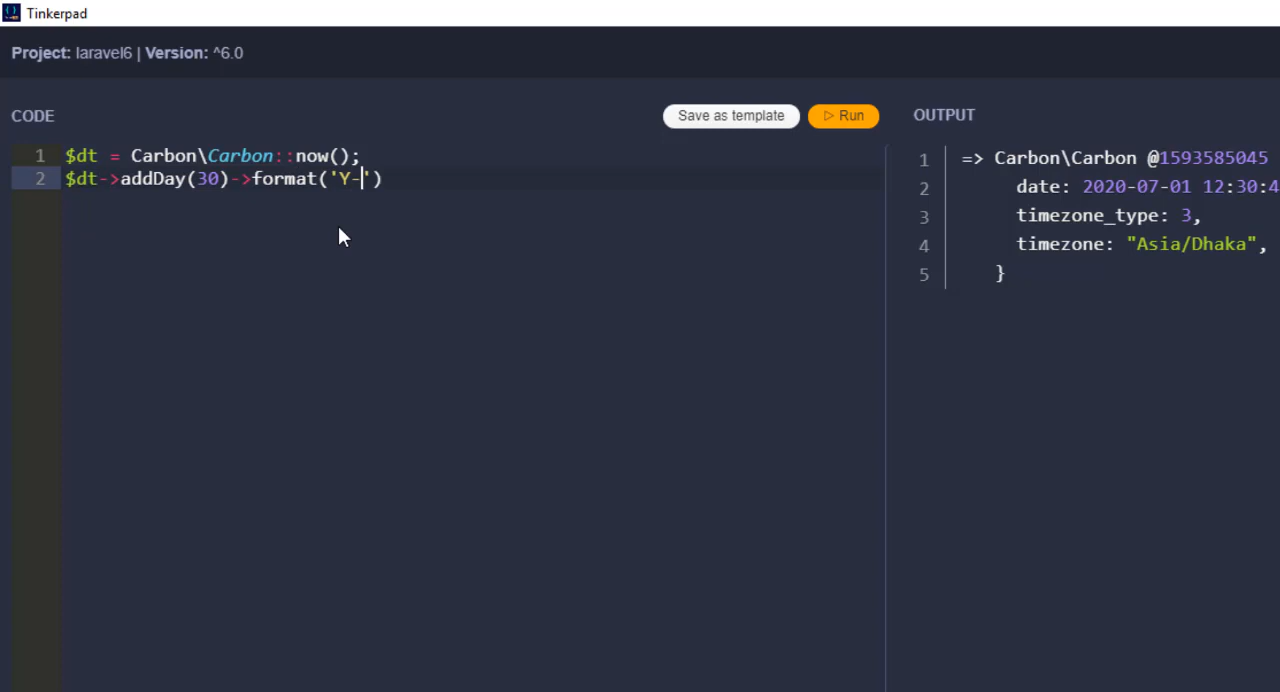 Tinkerpad
Project: laravel6 | Version: ^6.0
CODE
Save as template
▷ Run
OUTPUT
1 $dt = Carbon\Carbon::now();
2 $dt->addDay(30)->format('Y-')
1 => Carbon\Carbon @1593585045
2 date: 2020-07-01 12:30:4
3 timezone_type: 3,
4 timezone: "Asia/Dhaka",
5 }